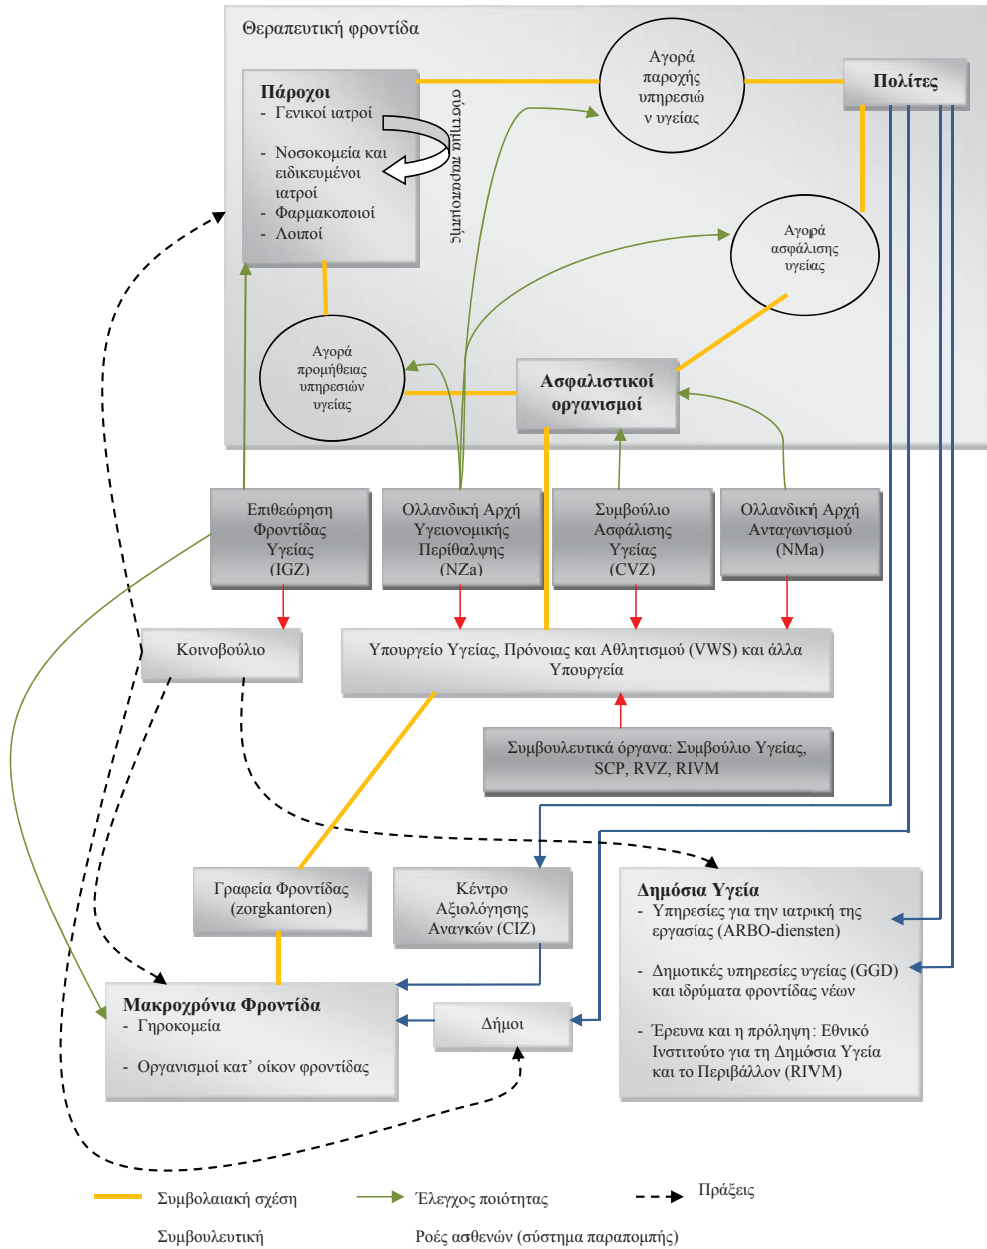 Θεραπευτική φροντίδα
Αγορά
παροχής
υπηρεσιώ
ν υγείας
Πολίτες
Πάροχοι
- Γενικοί ιατροί
- Νοσοκομεία και
ειδικευμένοι
ιατροί
- Φαρμακοποιοί
- Λοιποί
σύστημα παραπομπής
Αγορά
ασφάλισης
υγείας
Αγορά
προμήθειας
υπηρεσιών
υγείας
Ασφαλιστικοί
οργανισμοί
Επιθεώρηση
Φροντίδας
Υγείας
(IGZ)
Ολλανδική Αρχή
Υγειονομικής
Περίθαλψης
(NZa)
Συμβούλιο
Ασφάλισης
Υγείας
(CVZ)
Ολλανδική Αρχή
Ανταγωνισμού
(NMa)
Κοινοβούλιο
Υπουργείο Υγείας, Πρόνοιας και Αθλητισμού (VWS) και άλλα
Υπουργεία
Συμβουλευτικά όργανα: Συμβούλιο Υγείας,
SCP, RVZ, RIVM
Γραφεία Φροντίδας
(zorgkantoren)
Κέντρο
Αξιολόγησης
Αναγκών (CIZ)
Δημόσια Υγεία
- Υπηρεσίες για την ιατρική της
εργασίας (ARBO-diensten)
- Δημοτικές υπηρεσίες υγείας (GGD)
και ιδρύματα φροντίδας νέων
- Έρευνα και η πρόληψη: Εθνικό
Ινστιτούτο για τη Δημόσια Υγεία
και το Περιβάλλον (RIVM)
Μακροχρόνια Φροντίδα
- Γηροκομεία
- Οργανισμοί κατ’ οίκον φροντίδας
Δήμοι
Συμβολαιακή σχέση
Έλεγχος ποιότητας
Πράξεις
Συμβουλευτική
Ροές ασθενών (σύστημα παραπομπής)